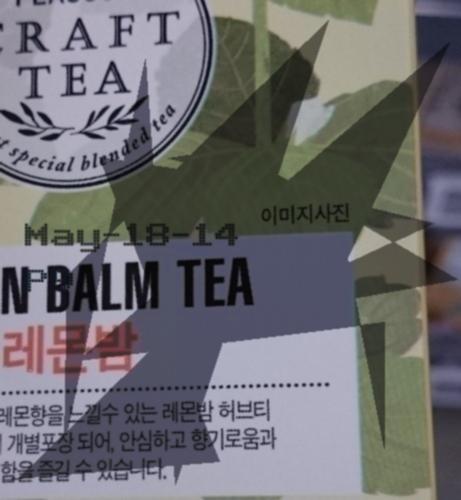 CRAFT
TEA
special blended tea
이미지사진
May-18-14
N BALM TEA
레몬밤
레몬향을 느낄수 있는 레몬밤 허브티
개별포장 되어, 안심하고 향기로움과
함을 즐길 수 있습니다.